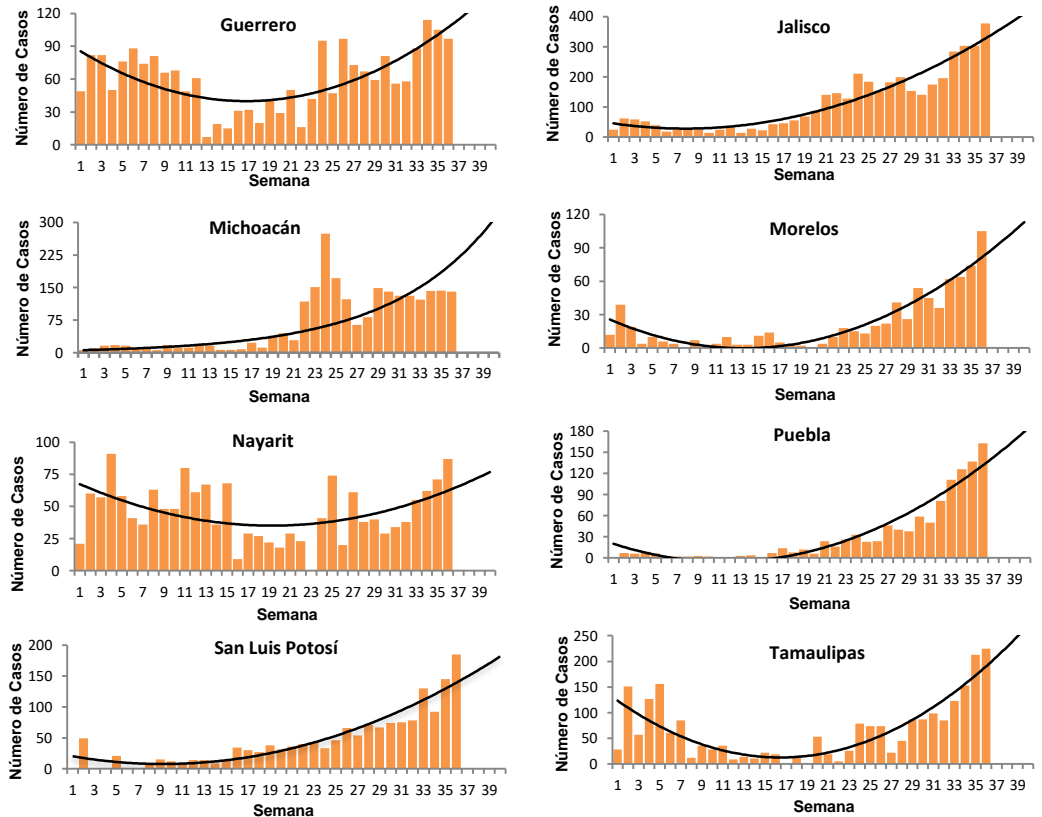 Guerrero
Número de Casos
120
90
60
30
0
1 3 5 7 9 11 13 15 17 19 21 23 25 27 29 31 33 35 37 39
Semana
Jalisco
Número de Casos
400
300
200
100
0
1 3 5 7 9 11 13 15 17 19 21 23 25 27 29 31 33 35 37 39
Semana
Michoacán
Número de Casos
300
225
150
75
0
1 3 5 7 9 11 13 15 17 19 21 23 25 27 29 31 33 35 37 39
Semana
Morelos
Número de Casos
120
90
60
30
0
1 3 5 7 9 11 13 15 17 19 21 23 25 27 29 31 33 35 37 39
Semana
Nayarit
Número de Casos
100
75
50
25
0
1 3 5 7 9 11 13 15 17 19 21 23 25 27 29 31 33 35 37 39
Semana
Puebla
Número de Casos
180
150
120
90
60
30
0
1 3 5 7 9 11 13 15 17 19 21 23 25 27 29 31 33 35 37 39
Semana
San Luis Potosí
Número de Casos
200
150
100
50
0
1 3 5 7 9 11 13 15 17 19 21 23 25 27 29 31 33 35 37 39
Semana
Tamaulipas
Número de Casos
250
200
150
100
50
0
1 3 5 7 9 11 13 15 17 19 21 23 25 27 29 31 33 35 37 39
Semana